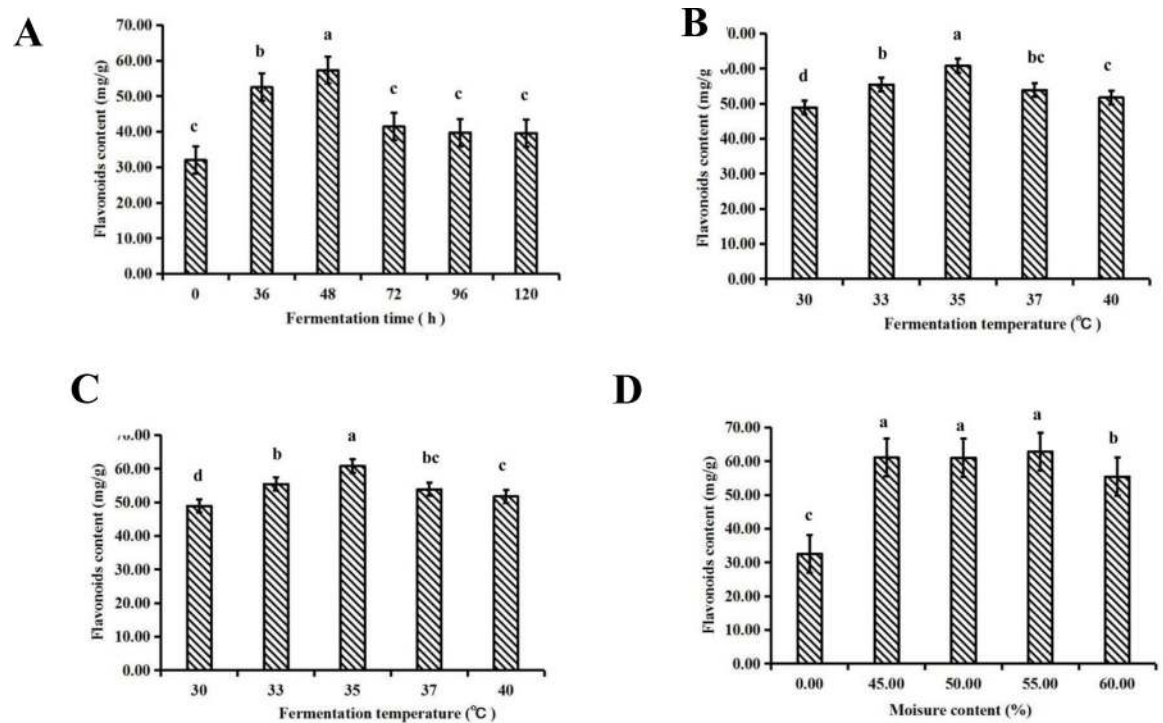 A
70.00
60.00
50.00
40.00
30.00
20.00
10.00
0.00
Flavonoids content (mg/g)
c
b
a
c
c
c
0 36 48 72 96 120
Fermentation time ( h )
B
50.00
40.00
30.00
20.00
10.00
0.00
Flavonoids content (mg/g)
d
b
a
bc
c
30 33 35 37 40
Fermentation temperature (°C )
C
60.00
50.00
40.00
30.00
20.00
10.00
0.00
Flavonoids content (mg/g)
d
b
a
bc
c
30 33 35 37 40
Fermentation temperature (°C )
D
70.00
60.00
50.00
40.00
30.00
20.00
10.00
0.00
Flavonoids content (mg/g)
c
a
a
a
b
0.00 45.00 50.00 55.00 60.00
Moisure content (%)